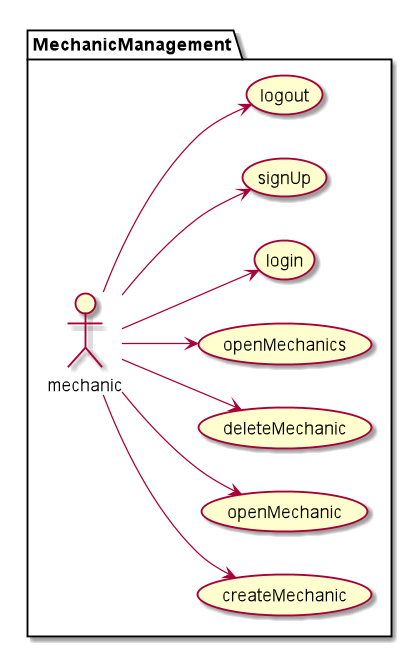 MechanicManagement
logout
signUp
login
openMechanics
mechanic
deleteMechanic
openMechanic
createMechanic